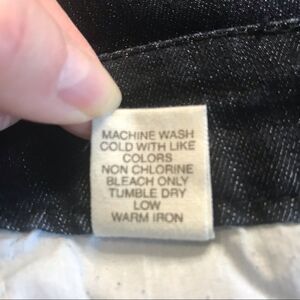 MACHINE WASH
COLD WITH LIKE
COLORS
NON CHLORINE
BLEACH ONLY
TUMBLE DRY
LOW
WARM IRON